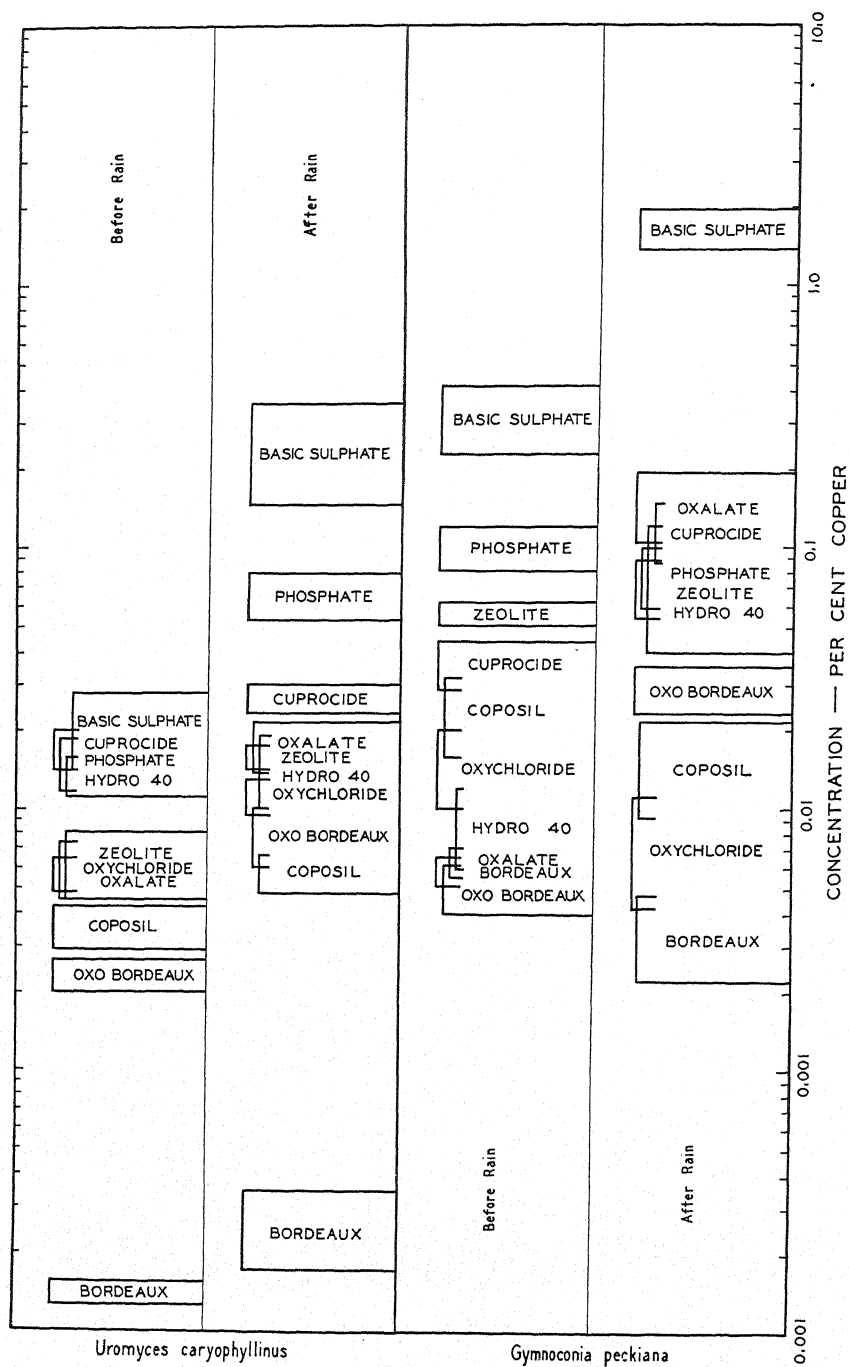 Before Rain
BASIC SULPHATE
CUPROCIDE
PHOSPHATE
HYDRO 40
ZEOLITE
OXYCHLORIDE
OXALATE
COPOSIL
OXO BORDEAUX
BORDEAUX
After Rain
BASIC SULPHATE
PHOSPHATE
CUPROCIDE
OXALATE
ZEOLITE
HYDRO 40
OXYCHLORIDE
OXO BORDEAUX
COPOSIL
BORDEAUX
Uromyces caryophyllinus
BASIC SULPHATE
PHOSPHATE
ZEOLITE
CUPROCIDE
COPOSIL
OXYCHLORIDE
HYDRO 40
OXALATE
BORDEAUX
OXO BORDEAUX
Before Rain
BASIC SULPHATE
OXALATE
CUPROCIDE
PHOSPHATE
ZEOLITE
HYDRO 40
OXO BORDEAUX
COPOSIL
OXYCHLORIDE
BORDEAUX
After Rain
Gymnoconia peckiana
10.0
1.0
0.1
0.01
0.001
0.001
CONCENTRATION — PER CENT COPPER